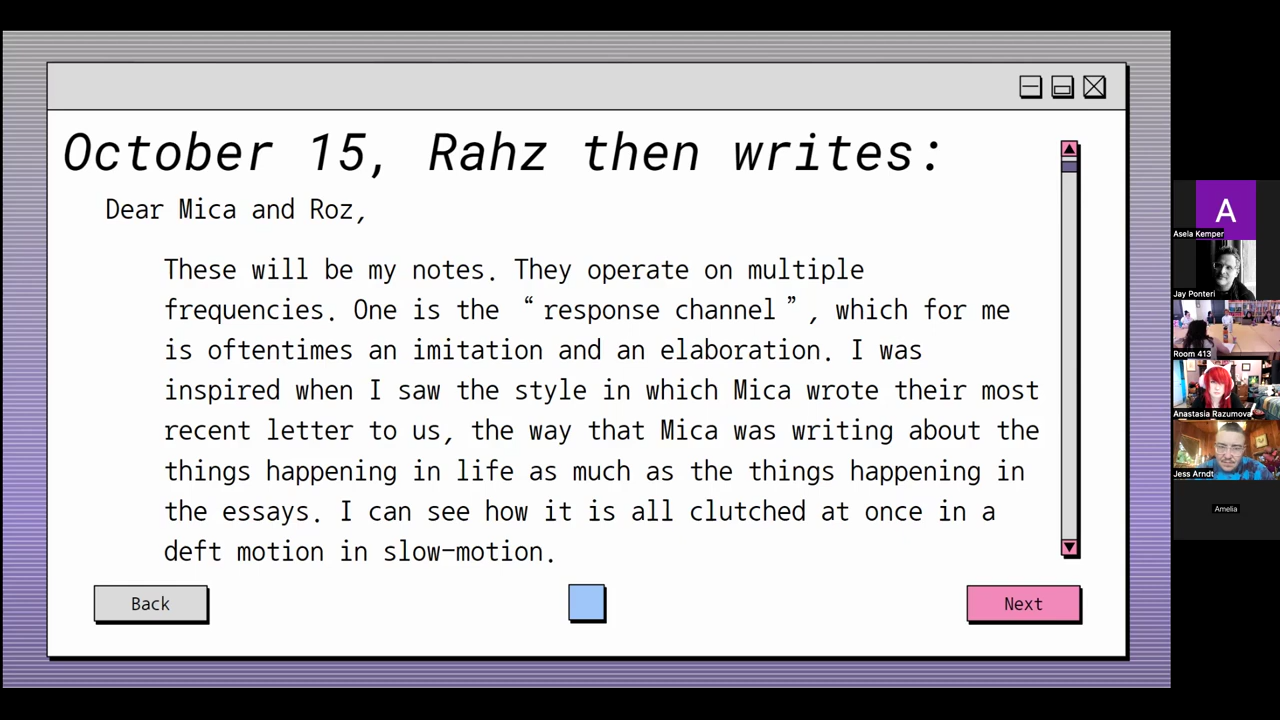 October 15, Rahz then writes:
Dear Mica and Roz,
These will be my notes. They operate on multiple
frequencies. One is the “response channel”, which for me
is oftentimes an imitation and an elaboration. I was
inspired when I saw the style in which Mica wrote their most
recent letter to us, the way that Mica was writing about the
things happening in life as much as the things happening in
the essays. I can see how it is all clutched at once in a
deft motion in slow-motion.
Back
Next
A
Asela Kemper
Jay Ponteri
Room 413
Anastasia Razumova
Jess Arndt
Amelia